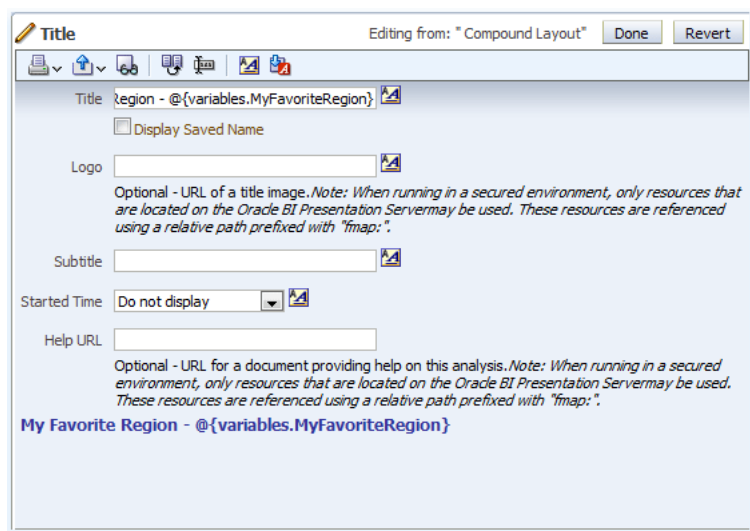 Title
Editing from: "Compound Layout"
Done
Revert
Title
Region - @{variables.MyFavoriteRegion}
Display Saved Name
Logo
Optional - URL of a title image.Note: When running in a secured environment, only resources that
are located on the Oracle BI Presentation Servermay be used. These resources are referenced
using a relative path prefixed with "fmap:".
Subtitle
Started Time
Do not display
Help URL
Optional - URL for a document providing help on this analysis.Note: When running in a secured
environment, only resources that are located on the Oracle BI Presentation Servermay be used.
These resources are referenced using a relative path prefixed with "fmap:".
My Favorite Region - @{variables.MyFavoriteRegion}